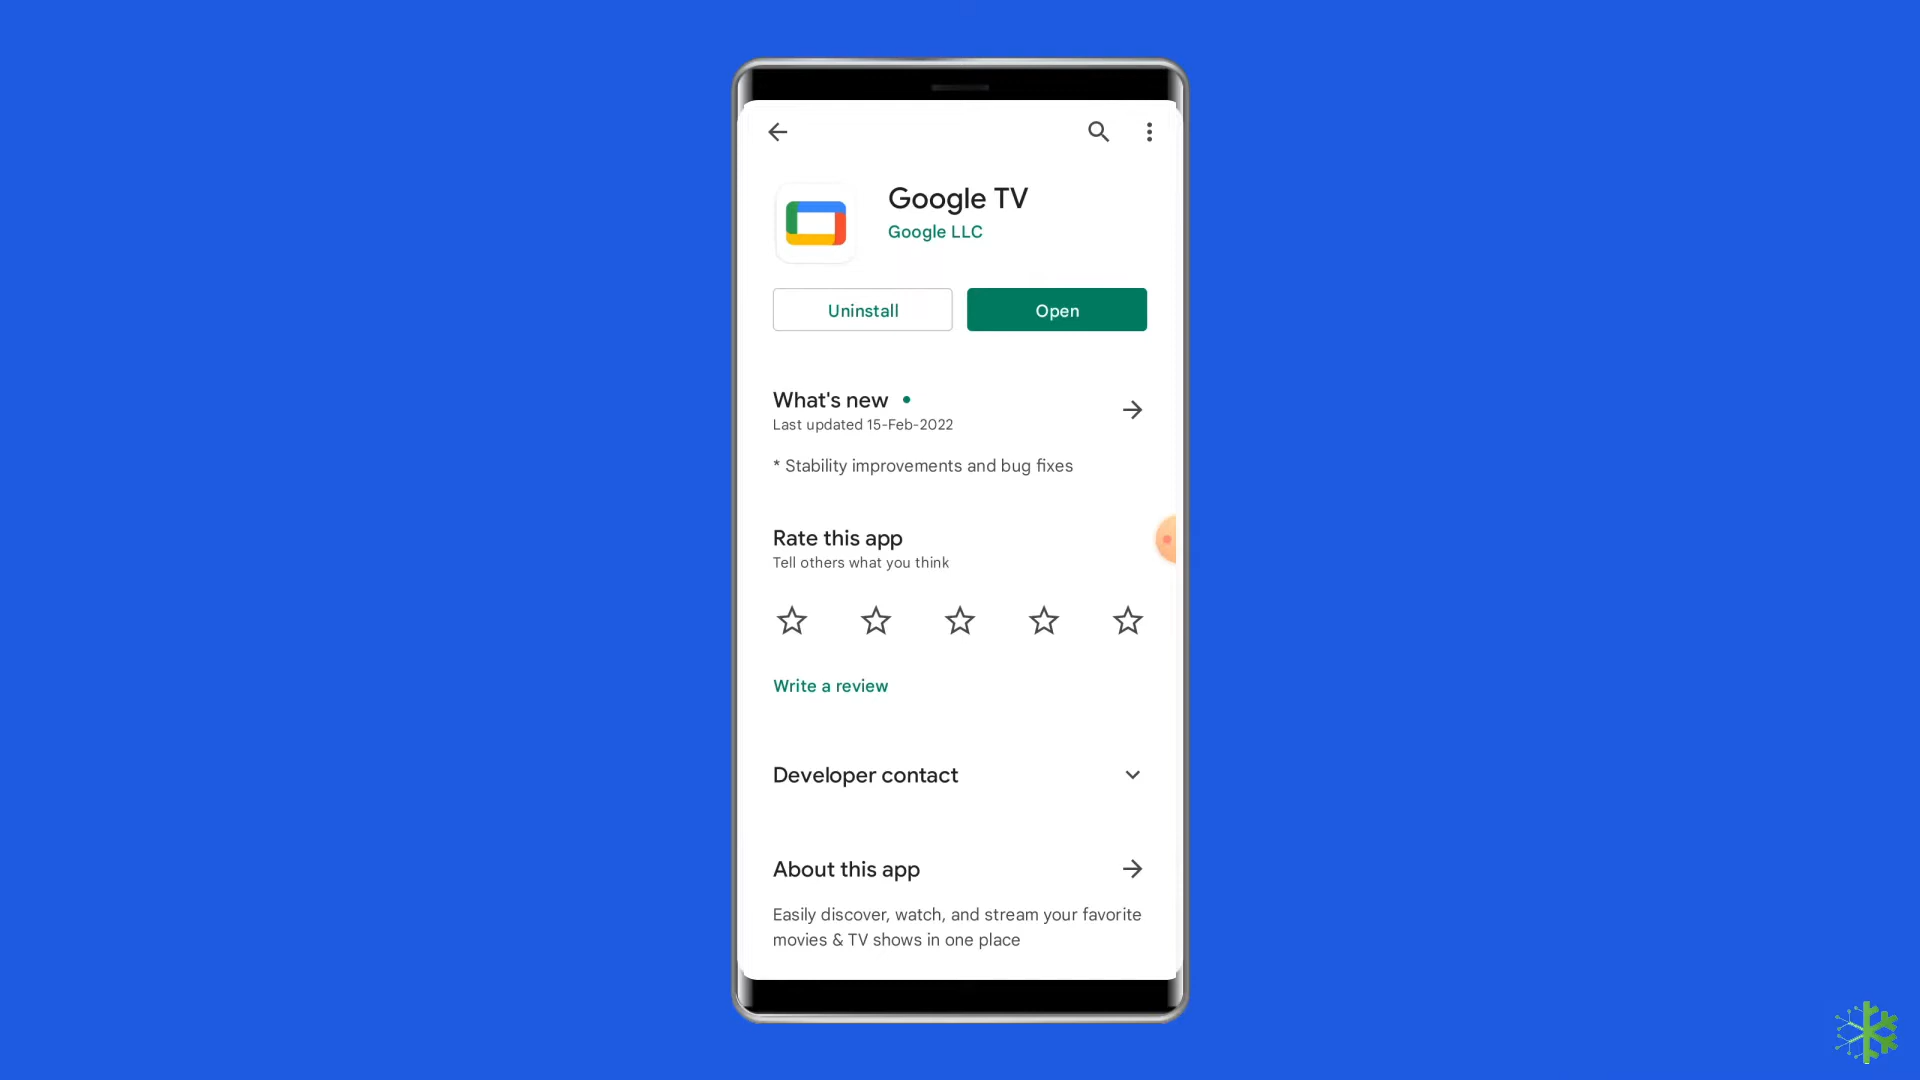 Google TV
Google LLC
Uninstall
Open
What's new
Last updated 15-Feb-2022
* Stability improvements and bug fixes
Rate this app
Tell others what you think
Write a review
Developer contact
About this app
Easily discover, watch, and stream your favorite
movies & TV shows in one place